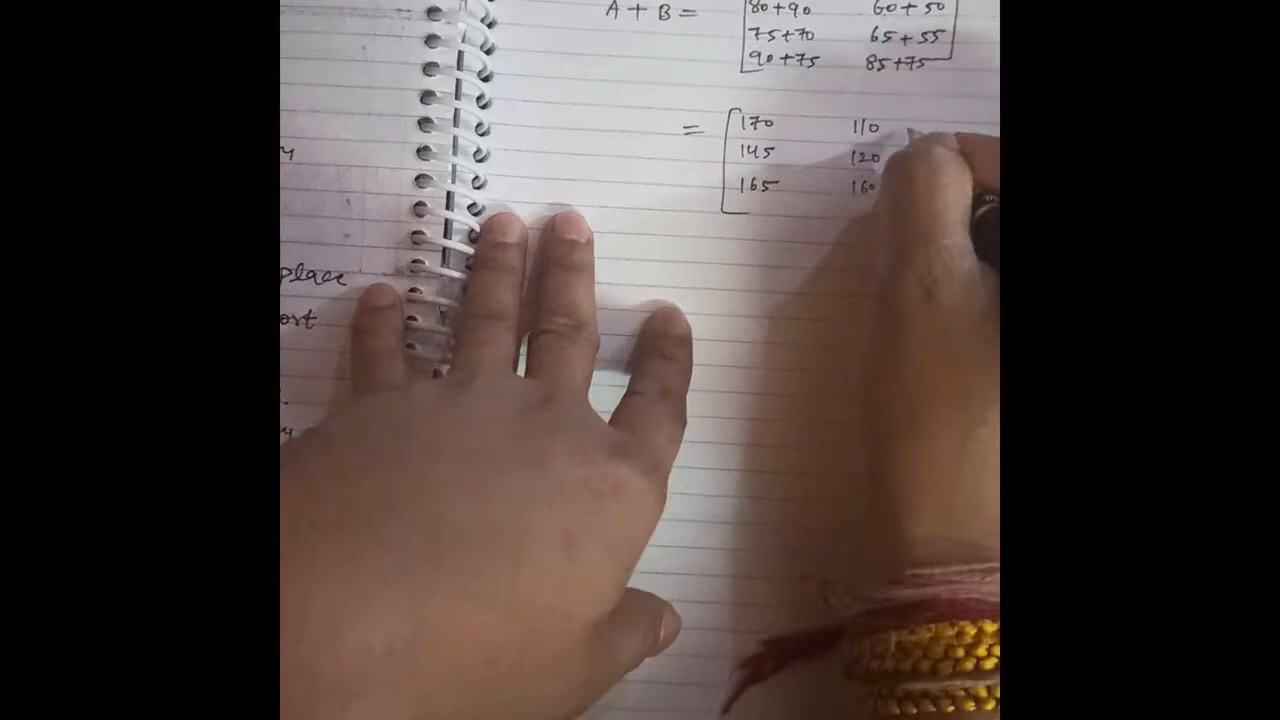 A + B = 80+90 60+50
75+70 65+55
90+75 85+75
= 170 110
145 120
165 160
place
ost